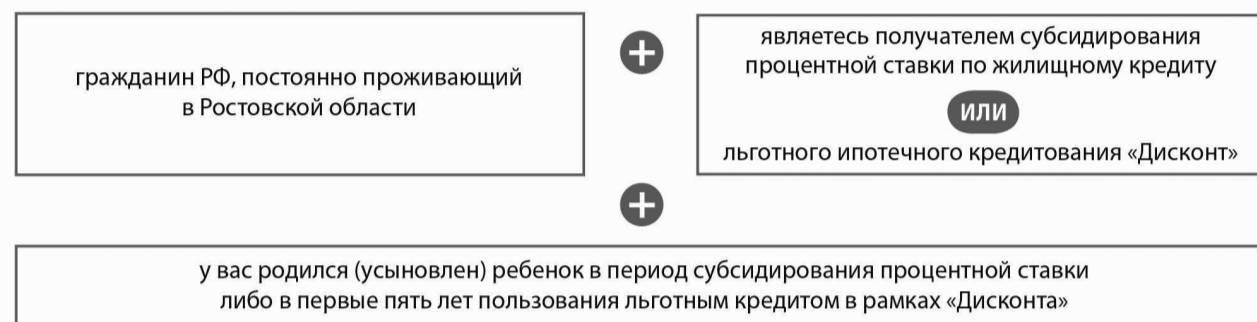 гражданин РФ, постоянно проживающий
в Ростовской области
+
являетесь получателем субсидирования
процентной ставки по жилищному кредиту
ИЛИ
льготного ипотечного кредитования «Дисконт»
+
у вас родился (усыновлен) ребенок в период субсидирования процентной ставки
либо в первые пять лет пользования льготным кредитом в рамках «Дисконта»